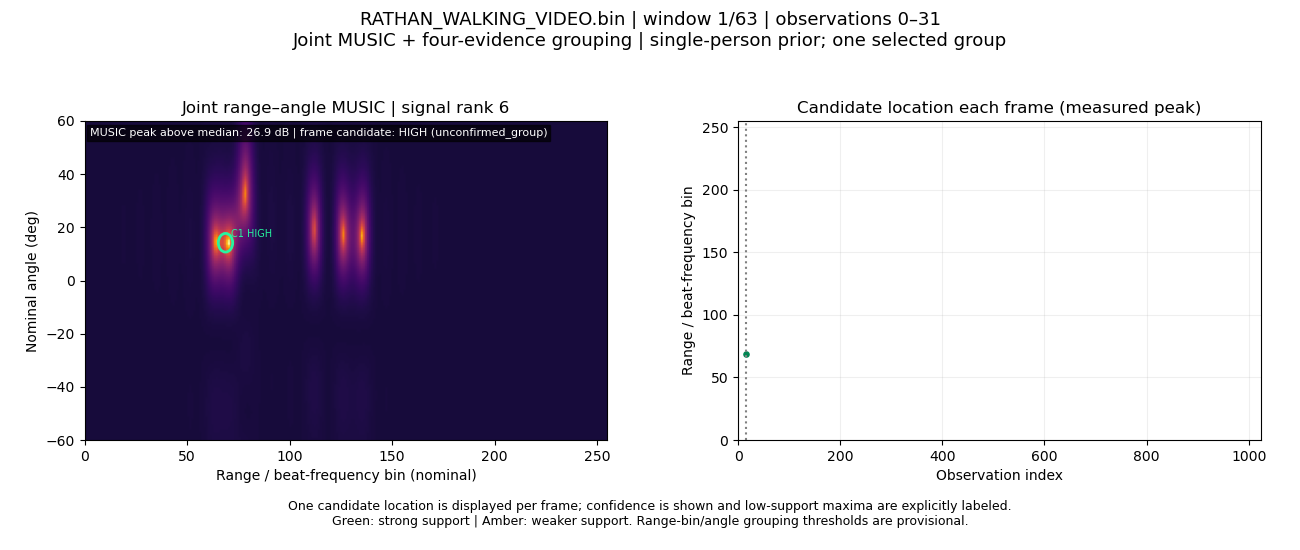 RATHAN_WALKING_VIDEO.bin | window 1/63 | observations 0–31
Joint MUSIC + four-evidence grouping | single-person prior; one selected group
Joint range–angle MUSIC | signal rank 6
MUSIC peak above median: 26.9 dB | frame candidate: HIGH (unconfirmed_group)
C1 HIGH
Nominal angle (deg)
60
40
20
0
−20
−40
−60
0
50
100
150
200
250
Range / beat-frequency bin (nominal)
Candidate location each frame (measured peak)
Range / beat-frequency bin
250
200
150
100
50
0
0
200
400
600
800
1000
Observation index
One candidate location is displayed per frame; confidence is shown and low-support maxima are explicitly labeled.
Green: strong support | Amber: weaker support. Range-bin/angle grouping thresholds are provisional.